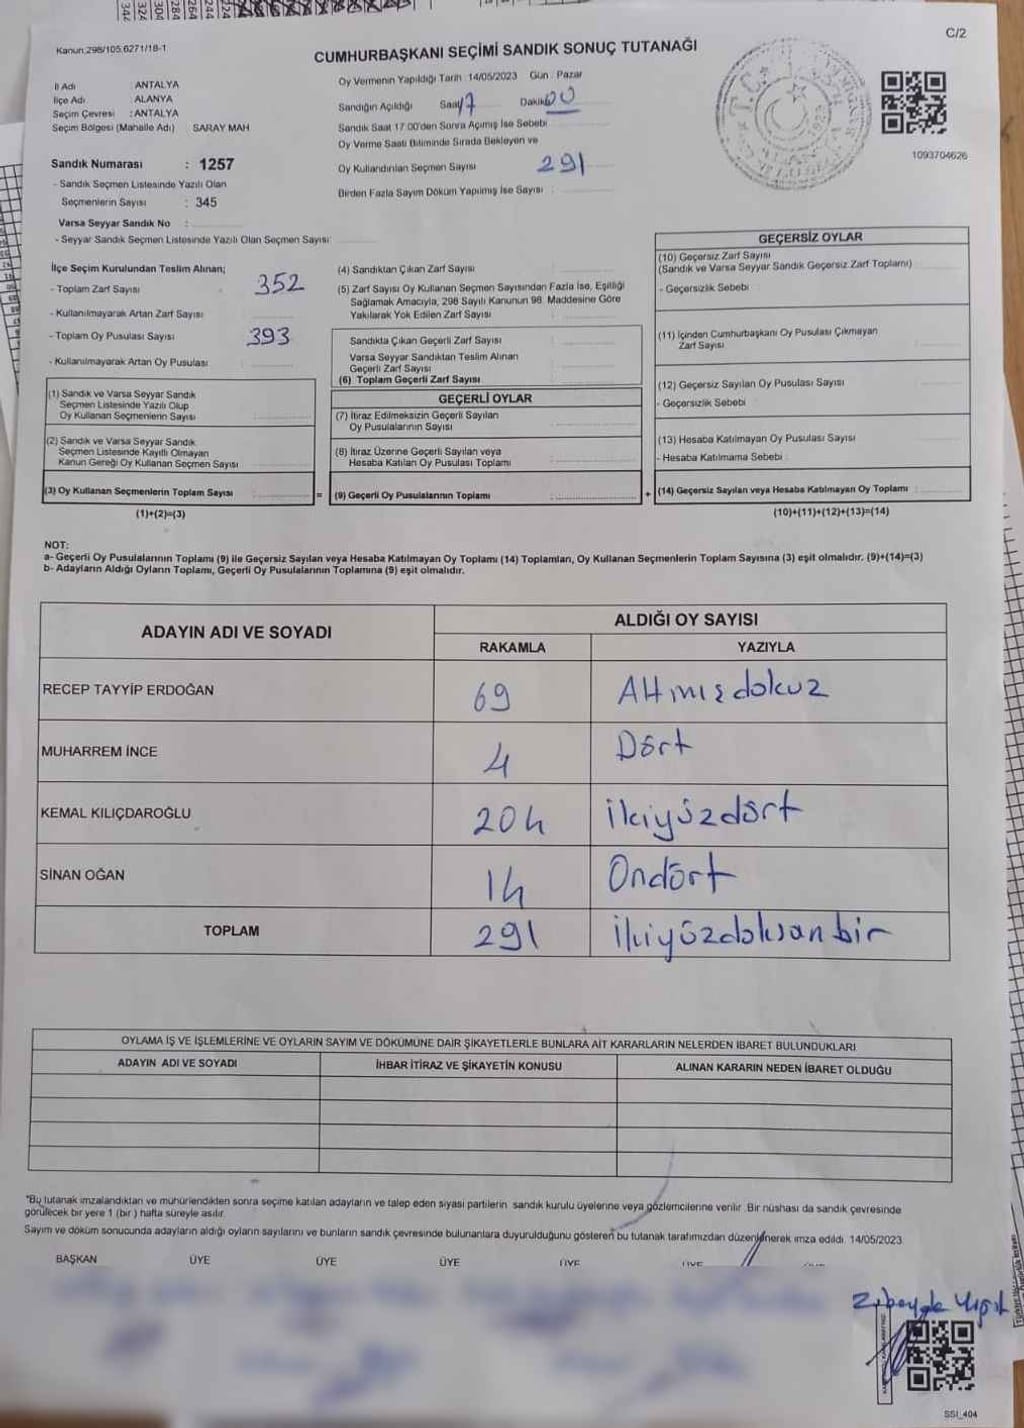 C/2
Kanun:298/105,6271/18-1
CUMHURBAŞKANI SEÇİMİ SANDIK SONUÇ TUTANAĞI
İl Adı : ANTALYA
İlçe Adı : ALANYA
Seçim Çevresi : ANTALYA
Seçim Bölgesi (Mahalle Adı) SARAY MAH
Sandık Numarası : 1257
- Sandık Seçmen Listesinde Yazılı Olan
Seçmenlerin Sayısı : 345
Varsa Seyyar Sandık No :
- Seyyar Sandık Seçmen Listesinde Yazılı Olan Seçmen Sayısı:
Oy Vermenin Yapıldığı Tarih : 14/05/2023 Gün : Pazar
Sandığın Açıldığı Saat 17 Dakika 00
Sandık Saat 17.00'den Sonra Açımış İse Sebebi
Oy Verme Saati Bitiminde Sırada Bekleyen ve
Oy Kullandırılan Seçmen Sayısı 291
Birden Fazla Sayım Döküm Yapılmış İse Sayısı :
1093704626
İlçe Seçim Kurulundan Teslim Alınan;
- Toplam Zarf Sayısı 352
- Kullanılmayarak Artan Zarf Sayısı
- Toplam Oy Pusulası Sayısı 393
- Kullanılmayarak Artan Oy Pusulası
(1) Sandık ve Varsa Seyyar Sandık
Seçmen Listesinde Yazılı Olup
Oy Kullanan Seçmenlerin Sayısı
(2) Sandık ve Varsa Seyyar Sandık
Seçmen Listesinde Kayıtlı Olmayan
Kanun Gereği Oy Kullanan Seçmen Sayısı
(3) Oy Kullanan Seçmenlerin Toplam Sayısı :
(1)+(2)=(3)
(4) Sandıktan Çıkan Zarf Sayısı
(5) Zarf Sayısı Oy Kullanan Seçmen Sayısından Fazla İse, Eşitliği
Sağlamak Amacıyla, 298 Sayılı Kanunun 98. Maddesine Göre
Yakılarak Yok Edilen Zarf Sayısı
Sandıkta Çıkan Geçerli Zarf Sayısı
Varsa Seyyar Sandıktan Teslim Alınan
Geçerli Zarf Sayısı
(6) Toplam Geçerli Zarf Sayısı
GEÇERLİ OYLAR
(7) İtiraz Edilmeksizin Geçerli Sayılan
Oy Pusulalarının Sayısı
(8) İtiraz Üzerine Geçerli Sayılan veya
Hesaba Katılan Oy Pusulası Toplamı
= (9) Geçerli Oy Pusulalarının Toplamı :
GEÇERSİZ OYLAR
(10) Geçersiz Zarf Sayısı
(Sandık ve Varsa Seyyar Sandık Geçersiz Zarf Toplamı)
- Geçersizlik Sebebi :
(11) İçinden Cumhurbaşkanı Oy Pusulası Çıkmayan
Zarf Sayısı
(12) Geçersiz Sayılan Oy Pusulası Sayısı
- Geçersizlik Sebebi :
(13) Hesaba Katılmayan Oy Pusulası Sayısı
- Hesaba Katılmama Sebebi :
+ (14) Geçersiz Sayılan veya Hesaba Katılmayan Oy Toplamı :
(10)+(11)+(12)+(13)=(14)
NOT:
a- Geçerli Oy Pusulalarının Toplamı (9) ile Geçersiz Sayılan veya Hesaba Katılmayan Oy Toplamı (14) Toplamları, Oy Kullanan Seçmenlerin Toplam Sayısına (3) eşit olmalıdır. (9)+(14)=(3)
b- Adayların Aldığı Oyların Toplamı, Geçerli Oy Pusulalarının Toplamına (9) eşit olmalıdır.
ADAYIN ADI VE SOYADI ALDIĞI OY SAYISI
RAKAMLA YAZIYLA
RECEP TAYYİP ERDOĞAN 69 Altmışdokuz
MUHARREM İNCE 4 Dört
KEMAL KILIÇDAROĞLU 204 İkiyüzdört
SİNAN OĞAN 14 Ondört
TOPLAM 291 İkiyüzdoksanbir
OYLAMA İŞ VE İŞLEMLERİNE VE OYLARIN SAYIM VE DÖKÜMÜNE DAİR ŞİKAYETLERLE BUNLARA AİT KARARLARIN NELERDEN İBARET BULUNDUKLARI
ADAYIN ADI VE SOYADI İHBAR İTİRAZ VE ŞİKAYETİN KONUSU ALINAN KARARIN NEDEN İBARET OLDUĞU
*Bu tutanak imzalandıktan ve mühürlendikten sonra seçime katılan adayların ve talep eden siyasi partilerin sandık kurulu üyelerine veya gözlemcilerine verilir. Bir nüshası da sandık çevresinde
görülecek bir yere 1 (bir ) hafta süreyle asılır.
Sayım ve döküm sonucunda adayların aldığı oyların sayılarını ve bunların sandık çevresinde bulunanlara duyurulduğunu gösteren bu tutanak tarafımızdan düzenlenerek imza edildi. 14/05/2023
BAŞKAN ÜYE ÜYE ÜYE ÜYE ÜYE
SSI_404